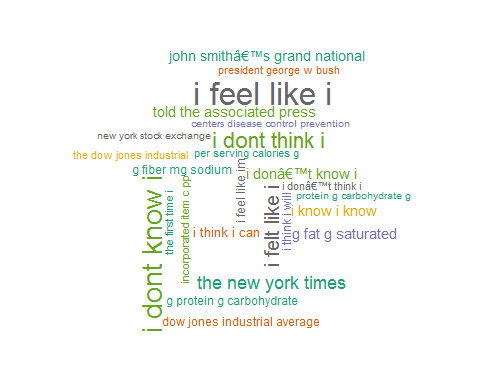 john smithâ€™s grand national
president george w bush
i feel like i
told the associated press
centers disease control prevention
new york stock exchange
i dont think i
the dow jones industrial
per serving calories g
g fiber mg sodium
i donâ€™t know i
i dont know i
the first time i
incorporated item c pp
i feel like im
i felt like i
i think i will
i donâ€™t think i
protein g carbohydrate g
i know i know
i think i can
g fat g saturated
the new york times
g protein g carbohydrate
dow jones industrial average